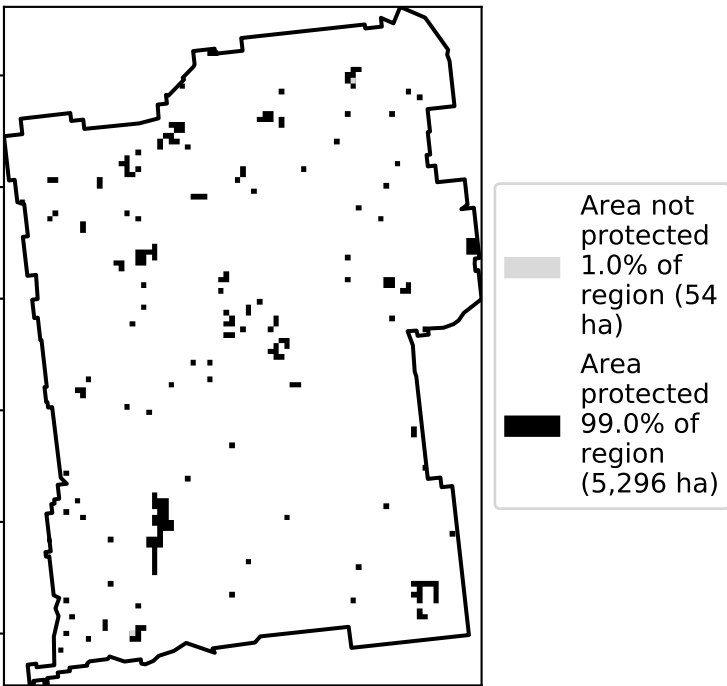 Area not
protected
1.0% of
region (54
ha)
Area
protected
99.0% of
region
(5,296 ha)